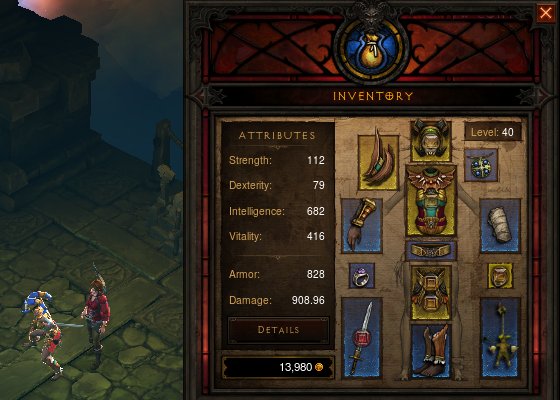 INVENTORY
ATTRIBUTES
Level: 40
Strength: 112
Dexterity: 79
Intelligence: 682
Vitality: 416
Armor: 828
Damage: 908.96
DETAILS
13,980